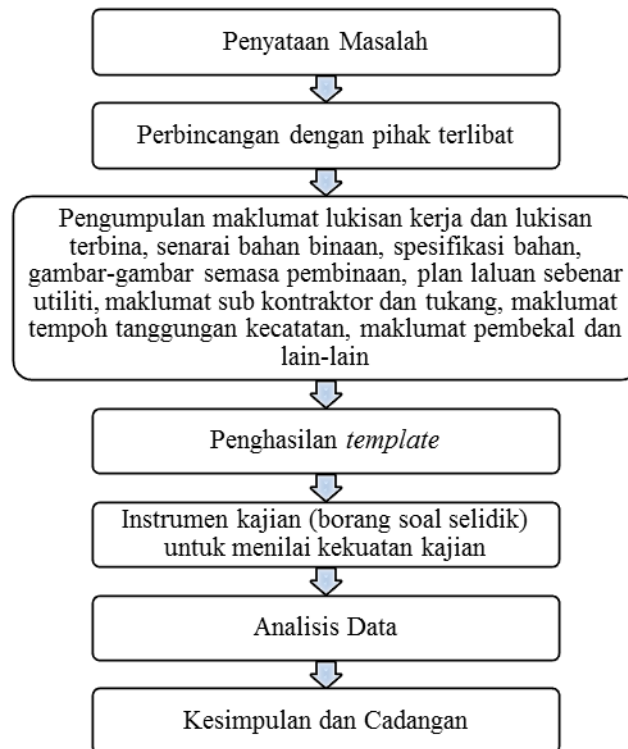 Penyataan Masalah
Perbincangan dengan pihak terlibat
Pengumpulan maklumat lukisan kerja dan lukisan
terbina, senarai bahan binaan, spesifikasi bahan,
gambar-gambar semasa pembinaan, plan laluan sebenar
utiliti, maklumat sub kontraktor dan tukang, maklumat
tempoh tanggungan kecatatan, maklumat pembekal dan
lain-lain
Penghasilan template
Instrumen kajian (borang soal selidik)
untuk menilai kekuatan kajian
Analisis Data
Kesimpulan dan Cadangan